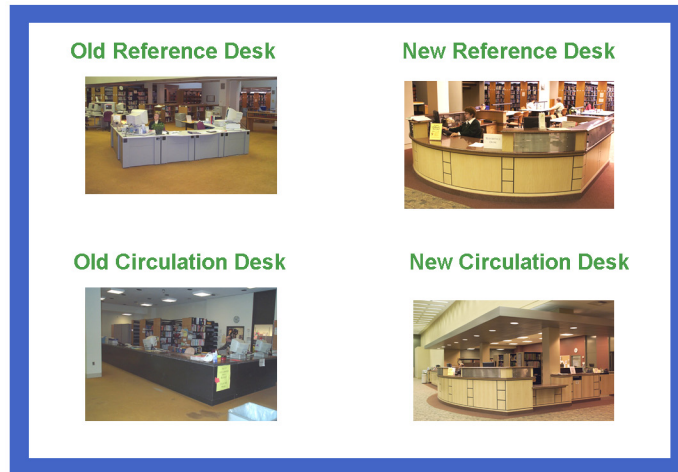 Old Reference Desk
New Reference Desk
Old Circulation Desk
New Circulation Desk